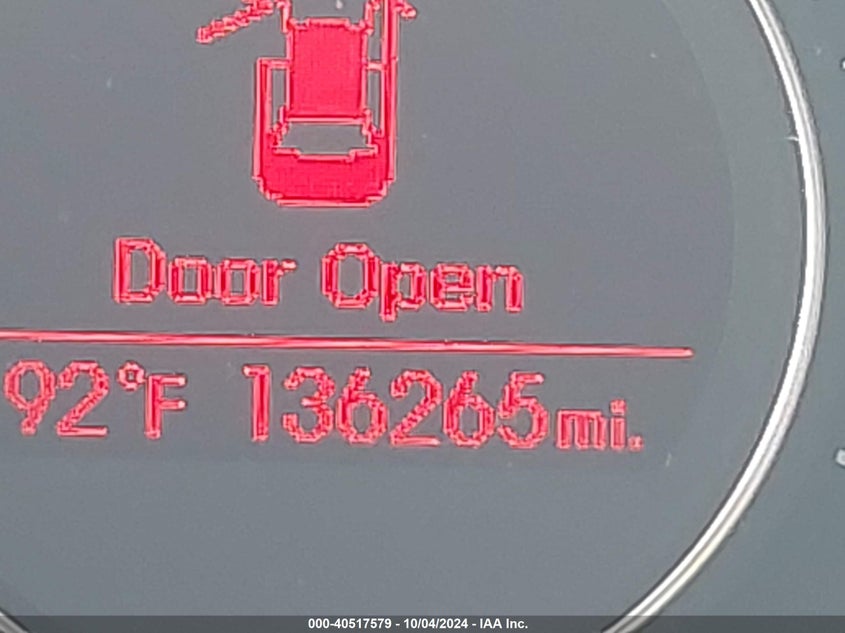 Door Open
92°F 136265mi.
000-40517579 - 10/04/2024 - IAA Inc.